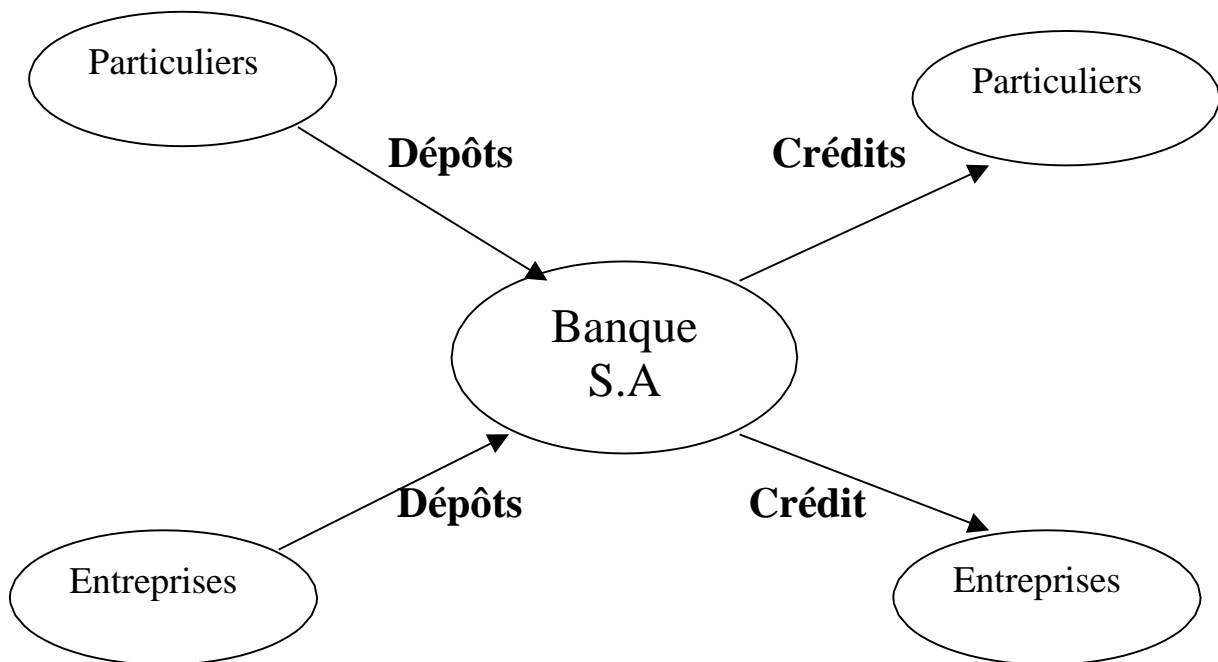 Particuliers
Particuliers
Dépôts
Crédits
Banque
S.A
Dépôts
Crédit
Entreprises
Entreprises